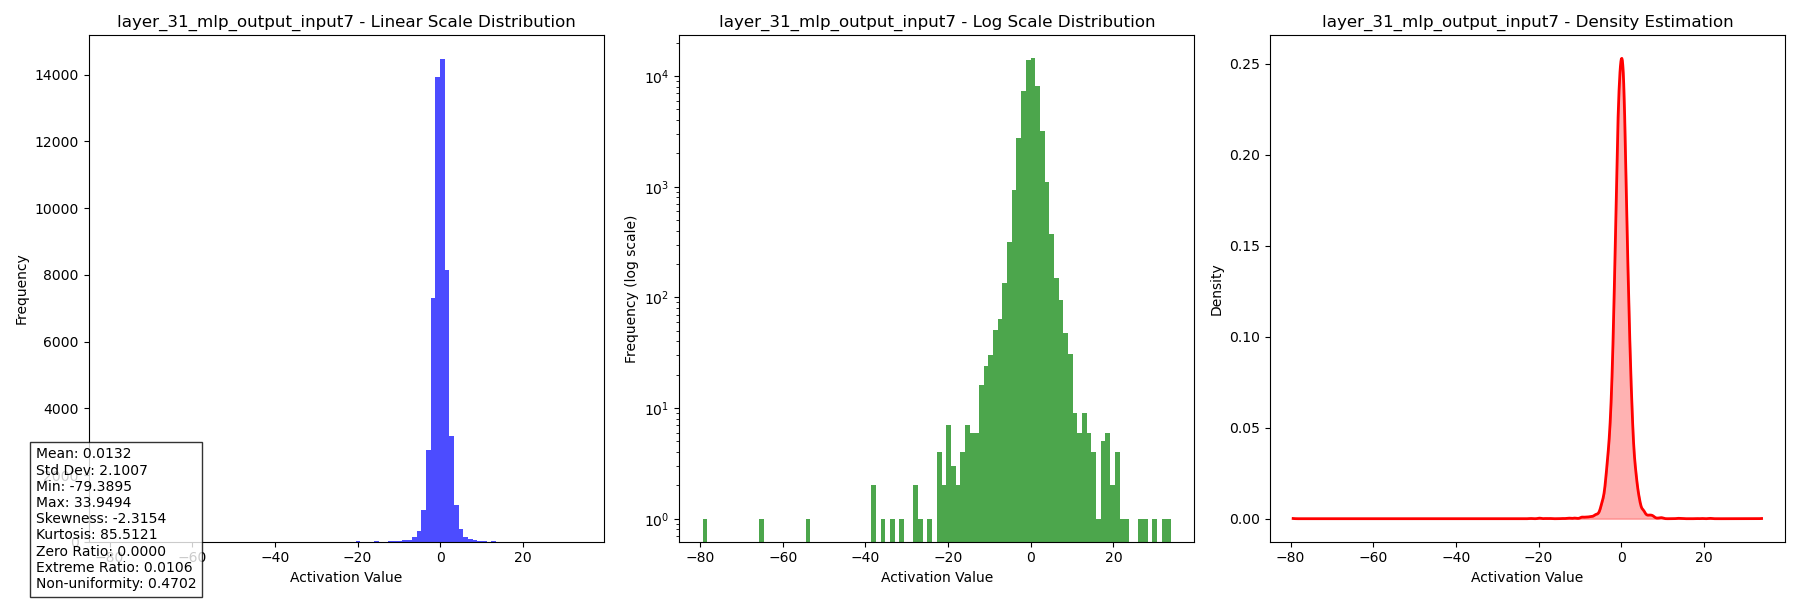 layer_31_mlp_output_input7 - Linear Scale Distribution
14000
12000
10000
8000
6000
4000
2000
0
Frequency
−80
−60
−40
−20
0
20
Activation Value
Mean: 0.0132
Std Dev: 2.1007
Min: -79.3895
Max: 33.9494
Skewness: -2.3154
Kurtosis: 85.5121
Zero Ratio: 0.0000
Extreme Ratio: 0.0106
Non-uniformity: 0.4702
layer_31_mlp_output_input7 - Log Scale Distribution
10⁴
10³
10²
10¹
10⁰
Frequency (log scale)
−80
−60
−40
−20
0
20
Activation Value
layer_31_mlp_output_input7 - Density Estimation
0.25
0.20
0.15
0.10
0.05
0.00
Density
−80
−60
−40
−20
0
20
Activation Value